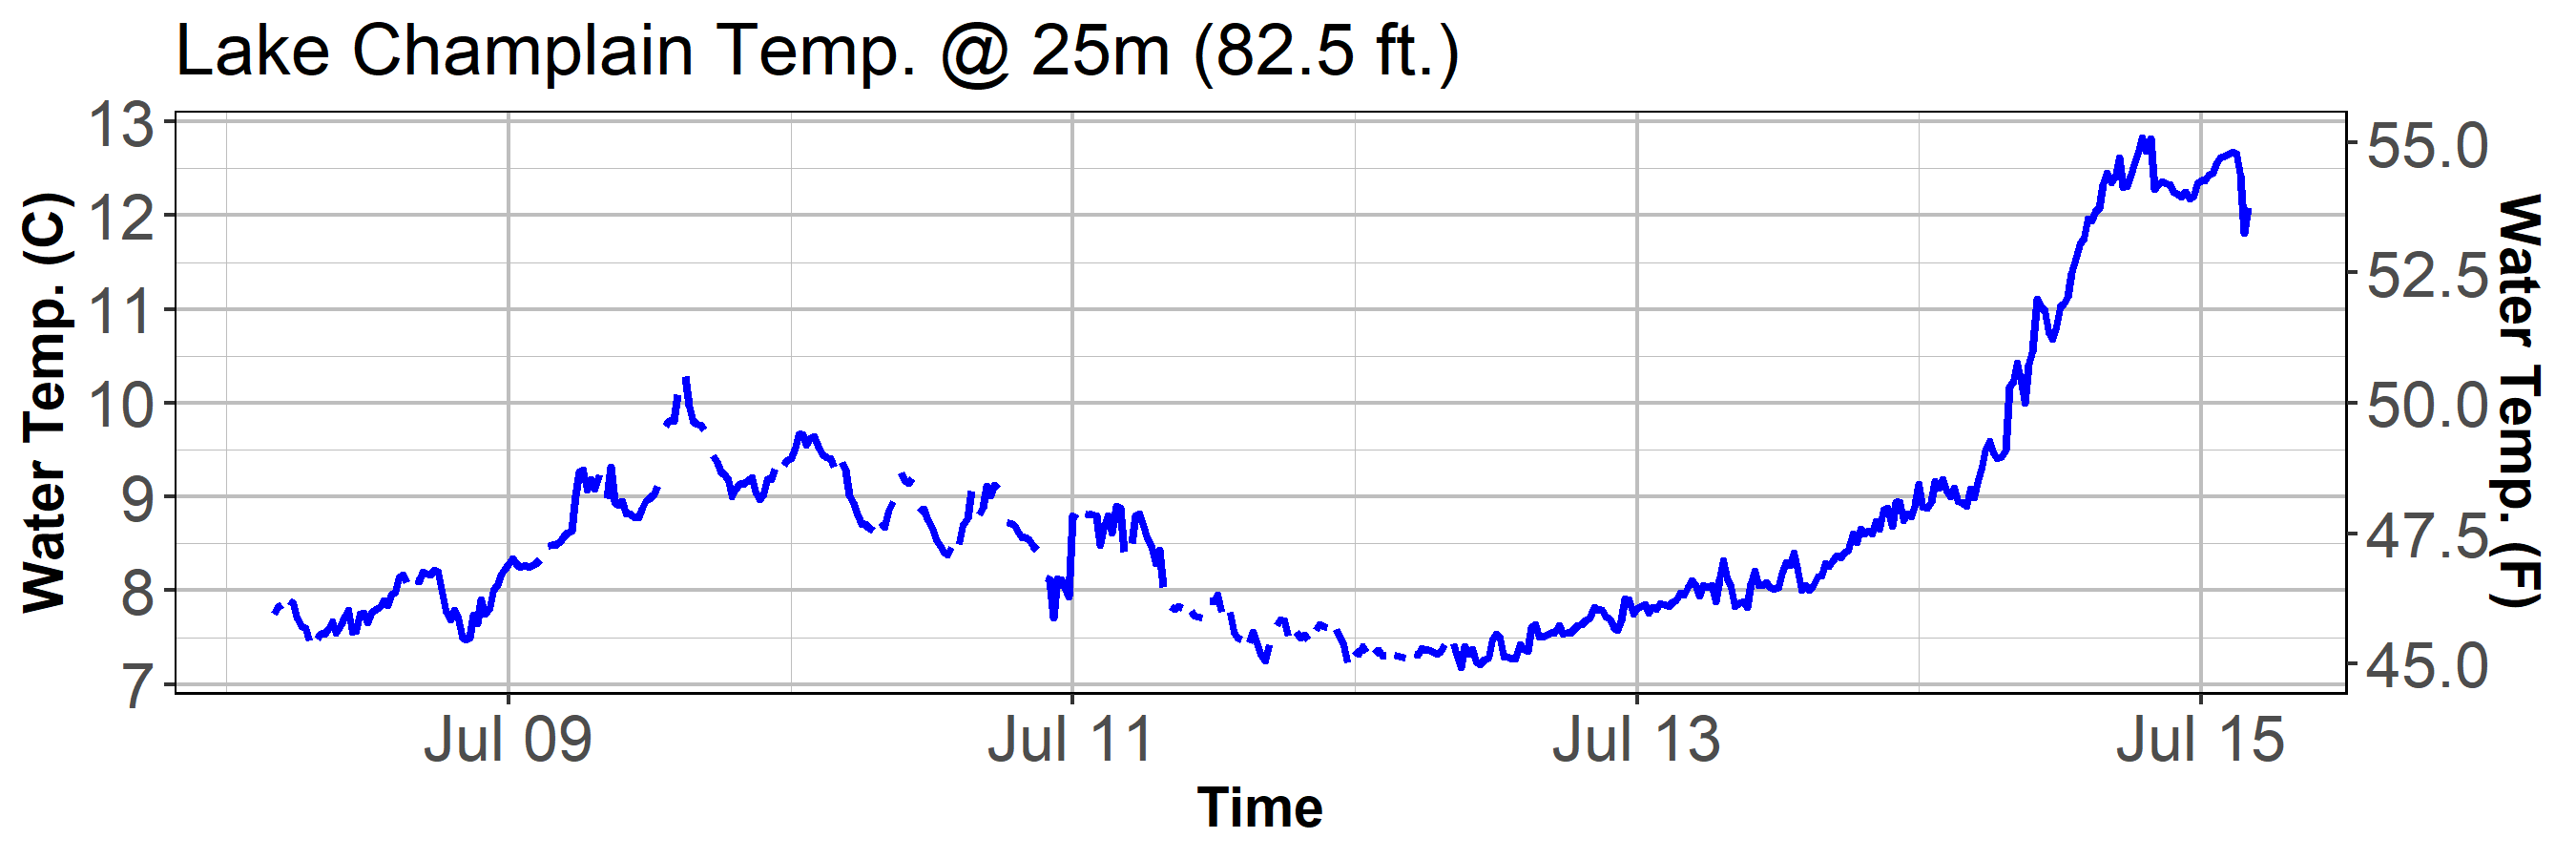 Lake Champlain Temp. @ 25m (82.5 ft.)
Water Temp. (C)
13
12
11
10
9
8
7
55.0
52.5
50.0
47.5
45.0
Water Temp. (F)
Jul 09 Jul 11 Jul 13 Jul 15
Time